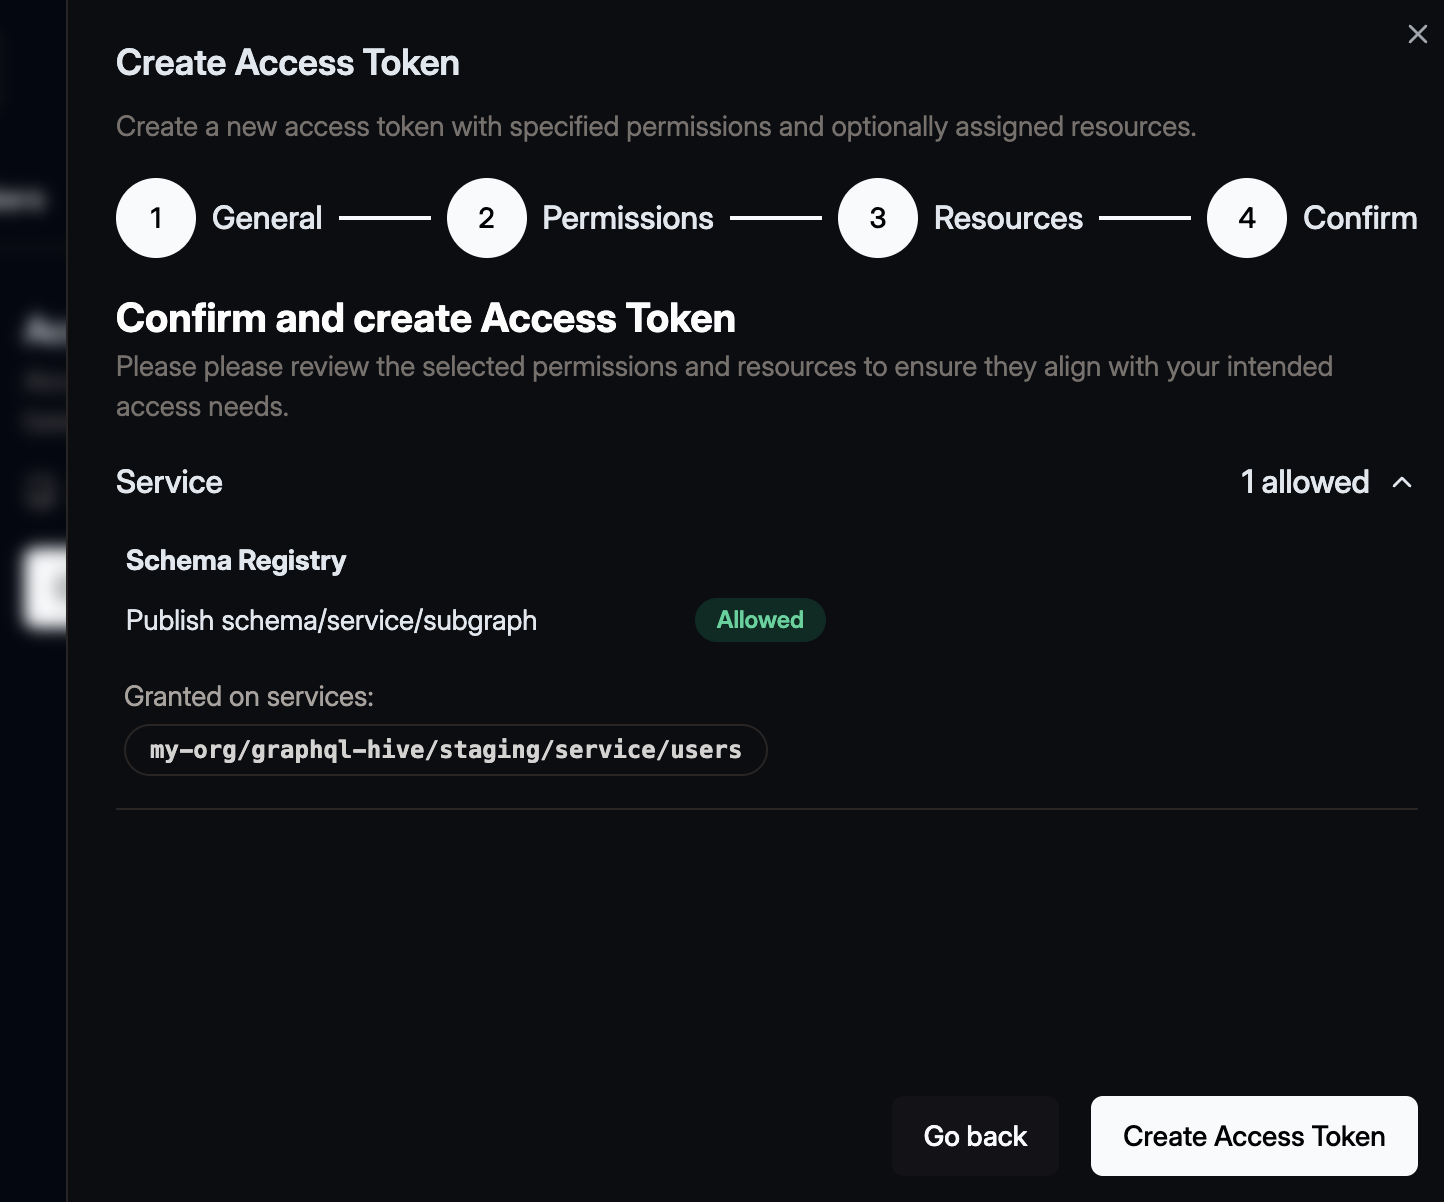 Create Access Token
Create a new access token with specified permissions and optionally assigned resources.
1 General 2 Permissions 3 Resources 4 Confirm
Confirm and create Access Token
Please please review the selected permissions and resources to ensure they align with your intended
access needs.
Service 1 allowed
Schema Registry
Publish schema/service/subgraph Allowed
Granted on services:
my-org/graphql-hive/staging/service/users
Go back Create Access Token